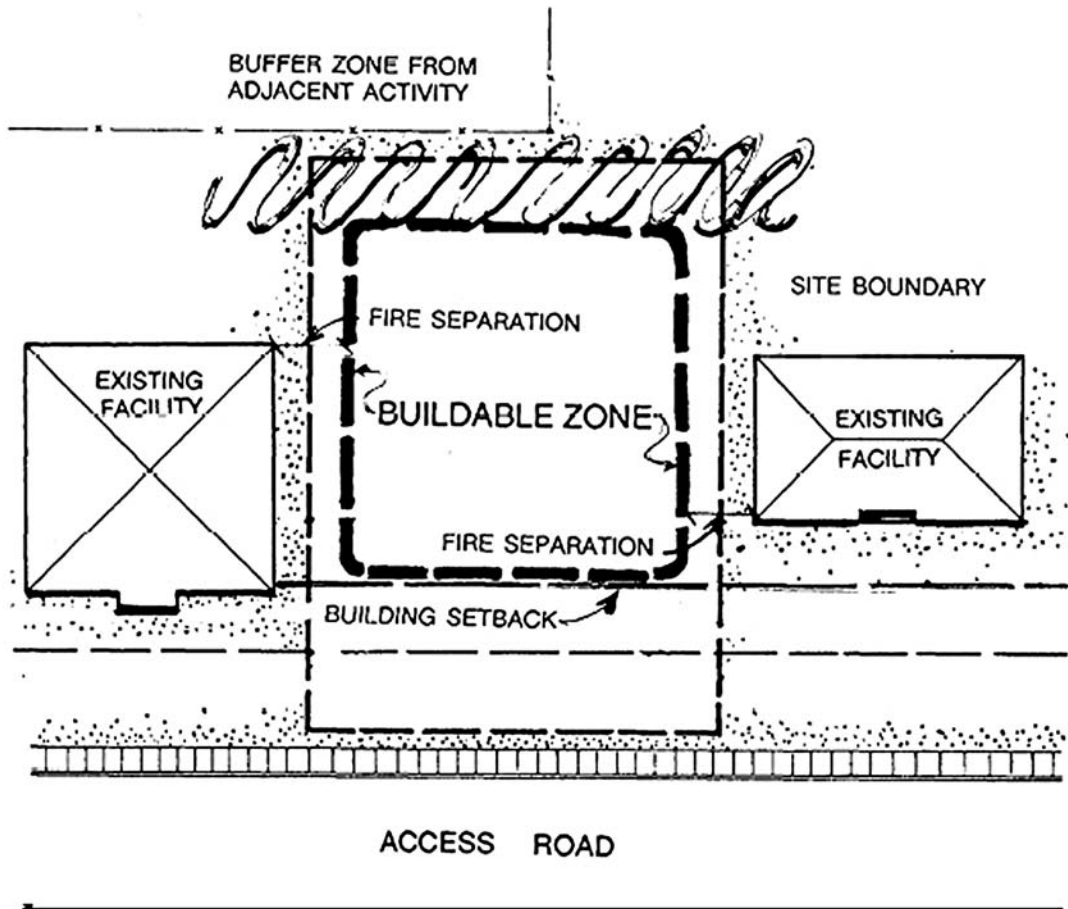 BUFFER ZONE FROM
ADJACENT ACTIVITY
SITE BOUNDARY
FIRE SEPARATION
EXISTING
FACILITY
BUILDABLE ZONE
EXISTING
FACILITY
FIRE SEPARATION
BUILDING SETBACK
ACCESS ROAD